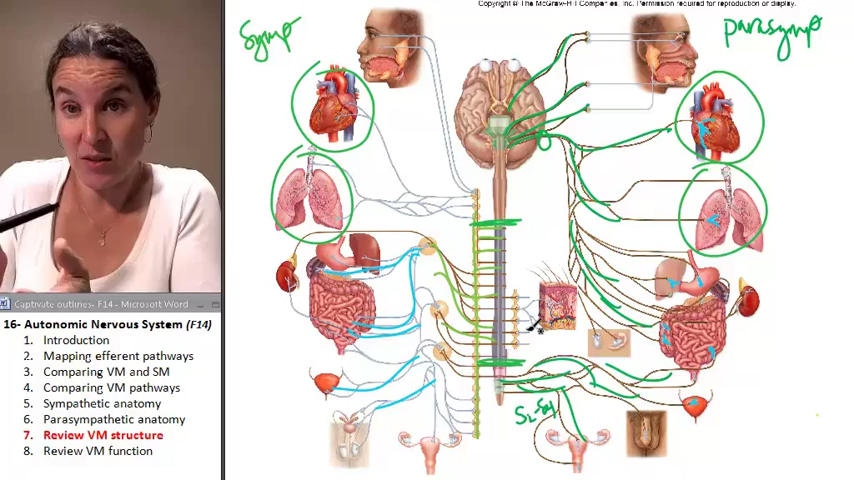 Copyright © The McGraw-Hill Companies, Inc. Permission required for reproduction or display.
Symp
parasymp
S2-S4
Captivate outlines- F14 - Microsoft Word
16- Autonomic Nervous System (F14)
1. Introduction
2. Mapping efferent pathways
3. Comparing VM and SM
4. Comparing VM pathways
5. Sympathetic anatomy
6. Parasympathetic anatomy
7. Review VM structure
8. Review VM function